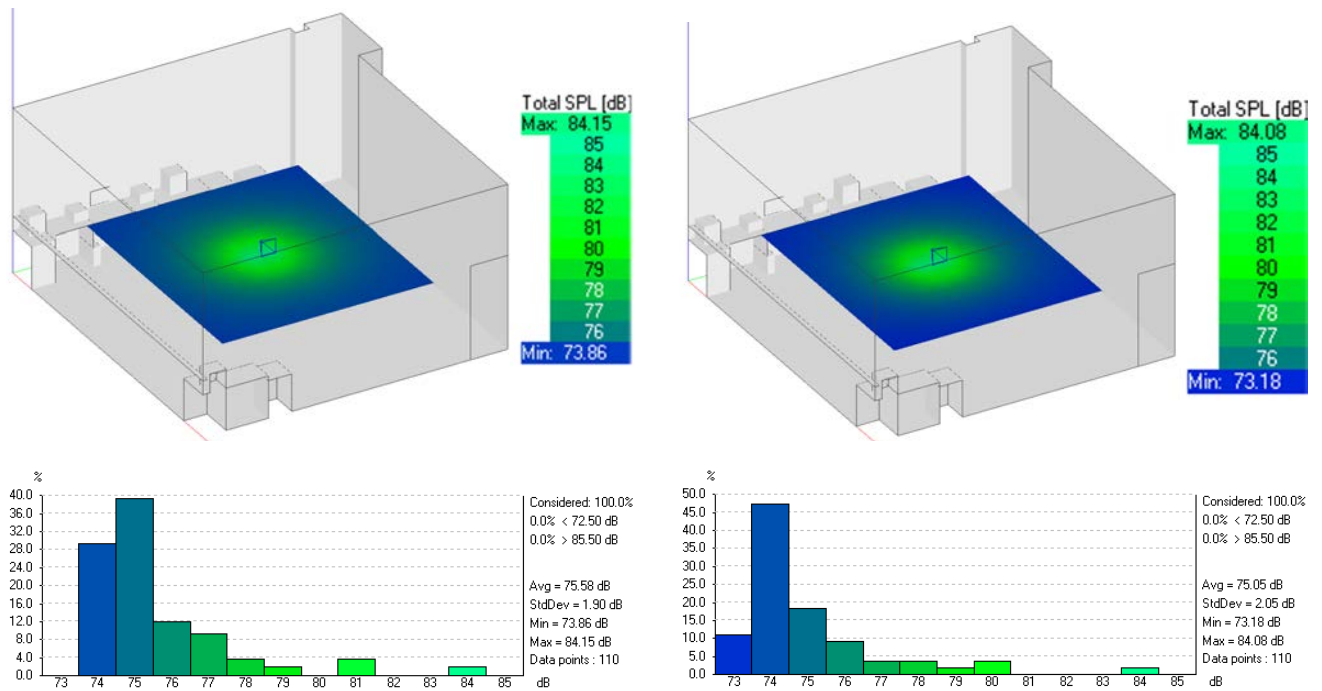 Total SPL [dB]
Max: 84.15
85
84
83
82
81
80
79
78
77
76
Min: 73.86
Total SPL [dB]
Max: 84.08
85
84
83
82
81
80
79
78
77
76
Min: 73.18
%
40.0
36.0
32.0
28.0
24.0
20.0
16.0
12.0
8.0
4.0
0.0
73 74 75 76 77 78 79 80 81 82 83 84 85 dB
Considered: 100.0%
0.0% < 72.50 dB
0.0% > 85.50 dB
Avg = 75.58 dB
StdDev = 1.90 dB
Min = 73.86 dB
Max = 84.15 dB
Data points : 110
%
50.0
45.0
40.0
35.0
30.0
25.0
20.0
15.0
10.0
5.0
0.0
73 74 75 76 77 78 79 80 81 82 83 84 85 dB
Considered: 100.0%
0.0% < 72.50 dB
0.0% > 85.50 dB
Avg = 75.05 dB
StdDev = 2.05 dB
Min = 73.18 dB
Max = 84.08 dB
Data points : 110